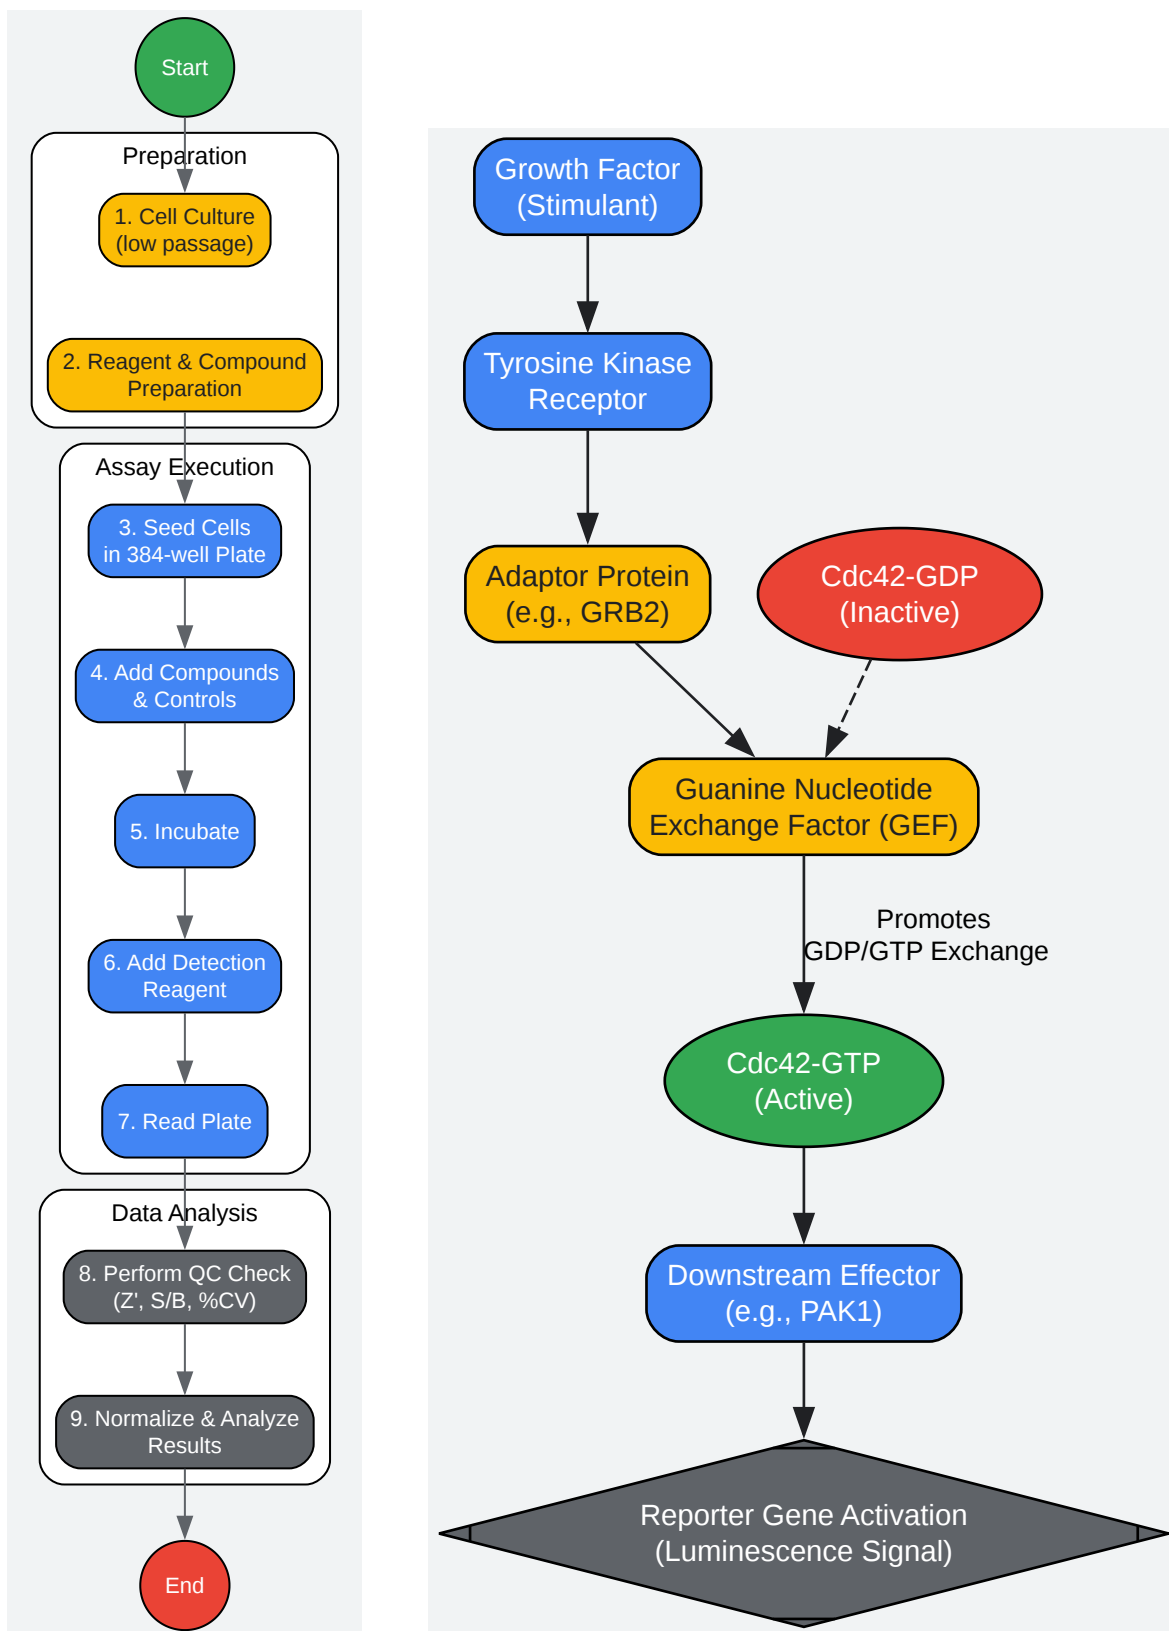 Start
Preparation
1. Cell Culture
(low passage)
2. Reagent & Compound
Preparation
Assay Execution
3. Seed Cells
in 384-well Plate
4. Add Compounds
& Controls
5. Incubate
6. Add Detection
Reagent
7. Read Plate
Data Analysis
8. Perform QC Check
(Z', S/B, %CV)
9. Normalize & Analyze
Results
End
Growth Factor
(Stimulant)
Tyrosine Kinase
Receptor
Adaptor Protein
(e.g., GRB2)
Cdc42-GDP
(Inactive)
Guanine Nucleotide
Exchange Factor (GEF)
Promotes
GDP/GTP Exchange
Cdc42-GTP
(Active)
Downstream Effector
(e.g., PAK1)
Reporter Gene Activation
(Luminescence Signal)